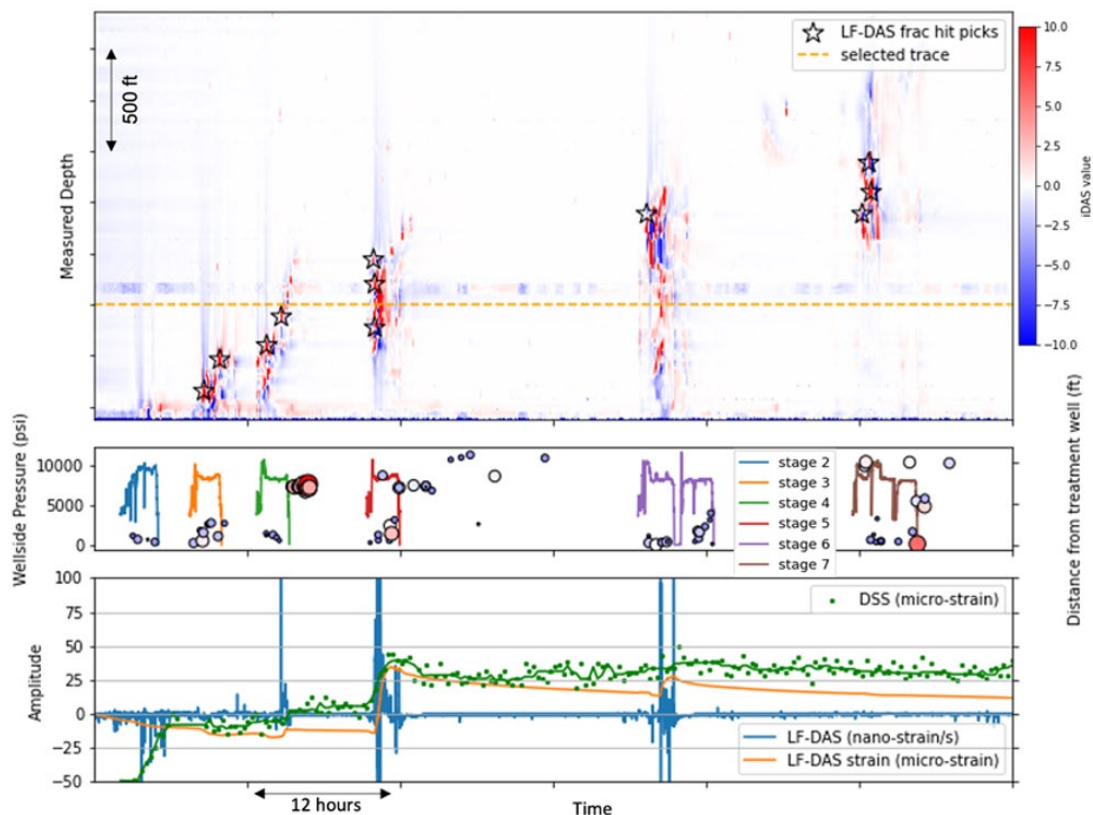 LF-DAS frac hit picks
selected trace
500 ft
Measured Depth
10.0
7.5
5.0
2.5
0.0
−2.5
−5.0
−7.5
−10.0
iDAS value
Wellside Pressure (psi)
10000
5000
0
stage 2
stage 3
stage 4
stage 5
stage 6
stage 7
Distance from treatment well (ft)
Amplitude
100
75
50
25
0
−25
−50
DSS (micro-strain)
LF-DAS (nano-strain/s)
LF-DAS strain (micro-strain)
12 hours
Time